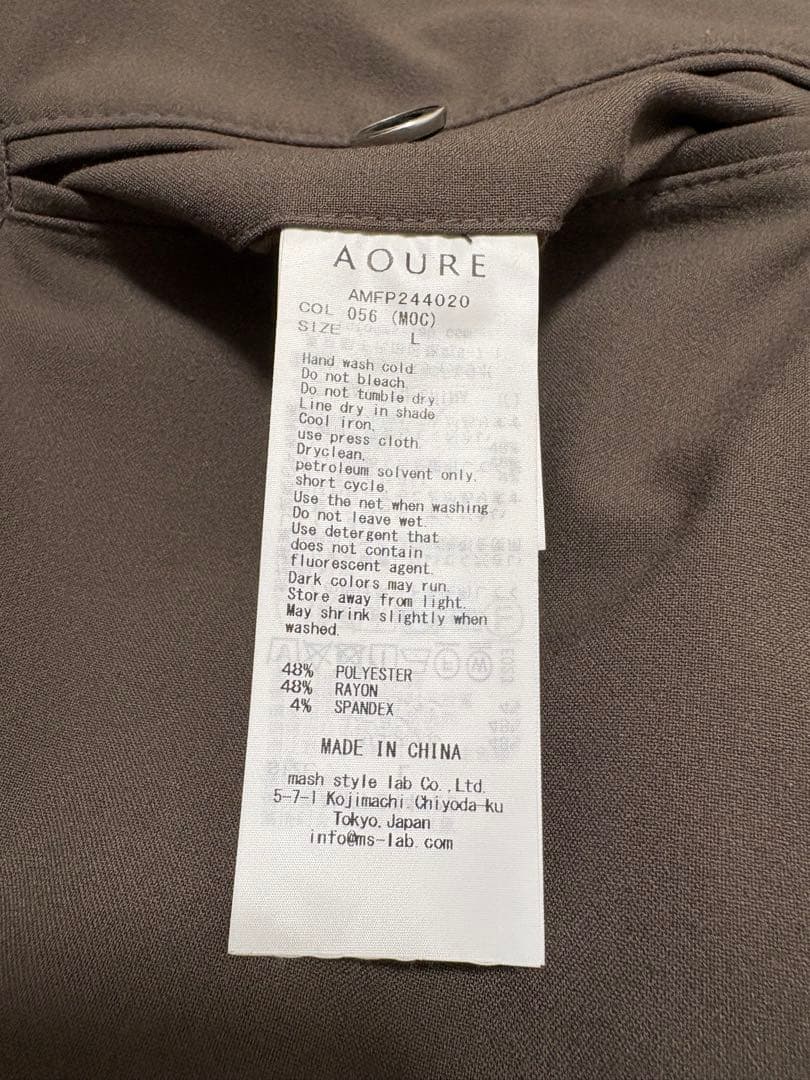 AOURE
AMFP244020
COL 056 (MOC)
SIZE L
Hand wash cold.
Do not bleach.
Do not tumble dry.
Line dry in shade
Cool iron,
use press cloth.
Dryclean,
petroleum solvent only.
short cycle.
Use the net when washing.
Do not leave wet.
Use detergent that
does not contain
fluorescent agent.
Dark colors may run.
Store away from light.
May shrink slightly when
washed.
48% POLYESTER
48% RAYON
4% SPANDEX
MADE IN CHINA
mash style lab Co.,Ltd.
5-7-1 Kojimachi,Chiyoda-ku
Tokyo,Japan
info@ms-lab.com